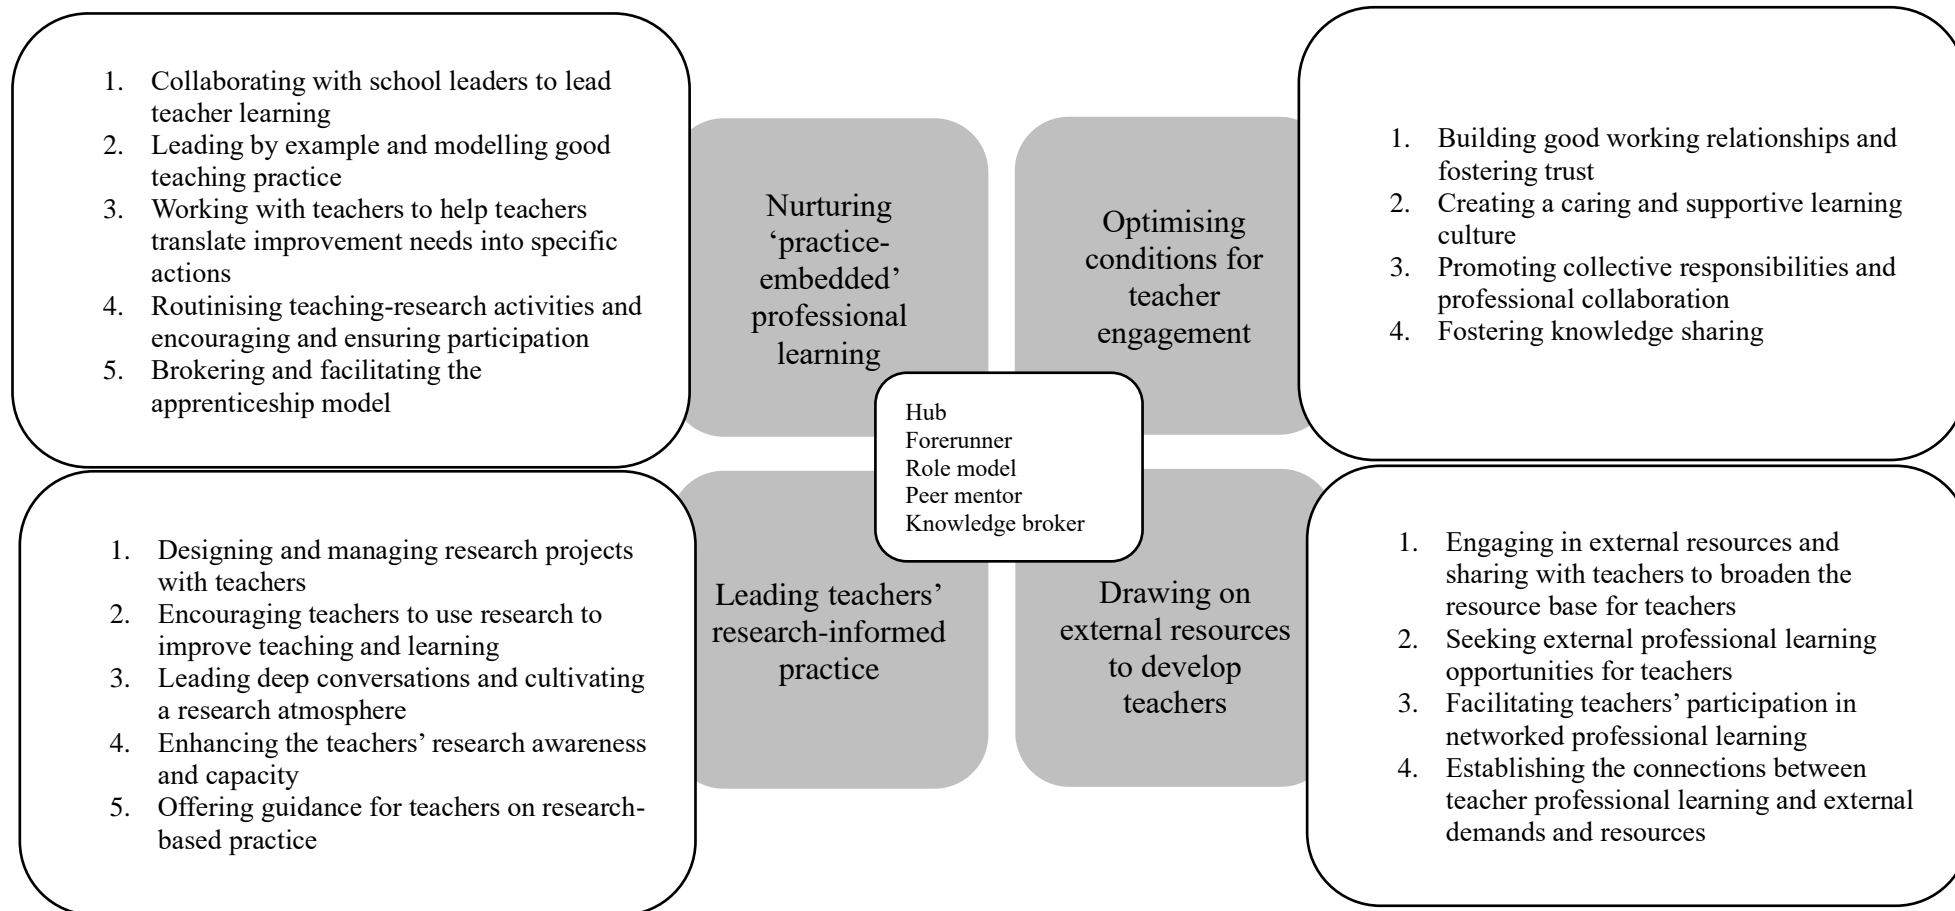 1. Collaborating with school leaders to lead
teacher learning
2. Leading by example and modelling good
teaching practice
3. Working with teachers to help teachers
translate improvement needs into specific
actions
4. Routinising teaching-research activities and
encouraging and ensuring participation
5. Brokering and facilitating the
apprenticeship model
Nurturing
‘practice-
embedded’
professional
learning
Optimising
conditions for
teacher
engagement
1. Building good working relationships and
fostering trust
2. Creating a caring and supportive learning
culture
3. Promoting collective responsibilities and
professional collaboration
4. Fostering knowledge sharing
Hub
Forerunner
Role model
Peer mentor
Knowledge broker
1. Designing and managing research projects
with teachers
2. Encouraging teachers to use research to
improve teaching and learning
3. Leading deep conversations and cultivating
a research atmosphere
4. Enhancing the teachers’ research awareness
and capacity
5. Offering guidance for teachers on research-
based practice
Leading teachers’
research-informed
practice
Drawing on
external resources
to develop
teachers
1. Engaging in external resources and
sharing with teachers to broaden the
resource base for teachers
2. Seeking external professional learning
opportunities for teachers
3. Facilitating teachers’ participation in
networked professional learning
4. Establishing the connections between
teacher professional learning and external
demands and resources